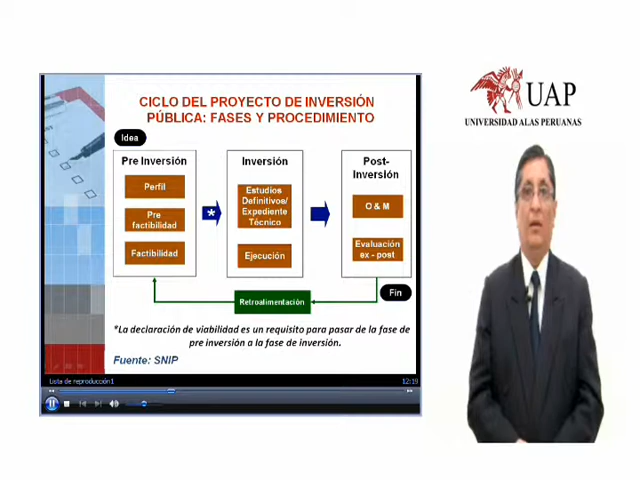 CICLO DEL PROYECTO DE INVERSIÓN
PÚBLICA: FASES Y PROCEDIMIENTO
Idea
Pre Inversión
Perfil
Pre
factibilidad
Factibilidad
*
Inversión
Estudios
Definitivos/
Expediente
Técnico
Ejecución
Post-
Inversión
O & M
Evaluación
ex - post
Fin
Retroalimentación
*La declaración de viabilidad es un requisito para pasar de la fase de
pre inversión a la fase de inversión.
Fuente: SNIP
Lista de reproducción1
12:19
UAP
UNIVERSIDAD ALAS PERUANAS